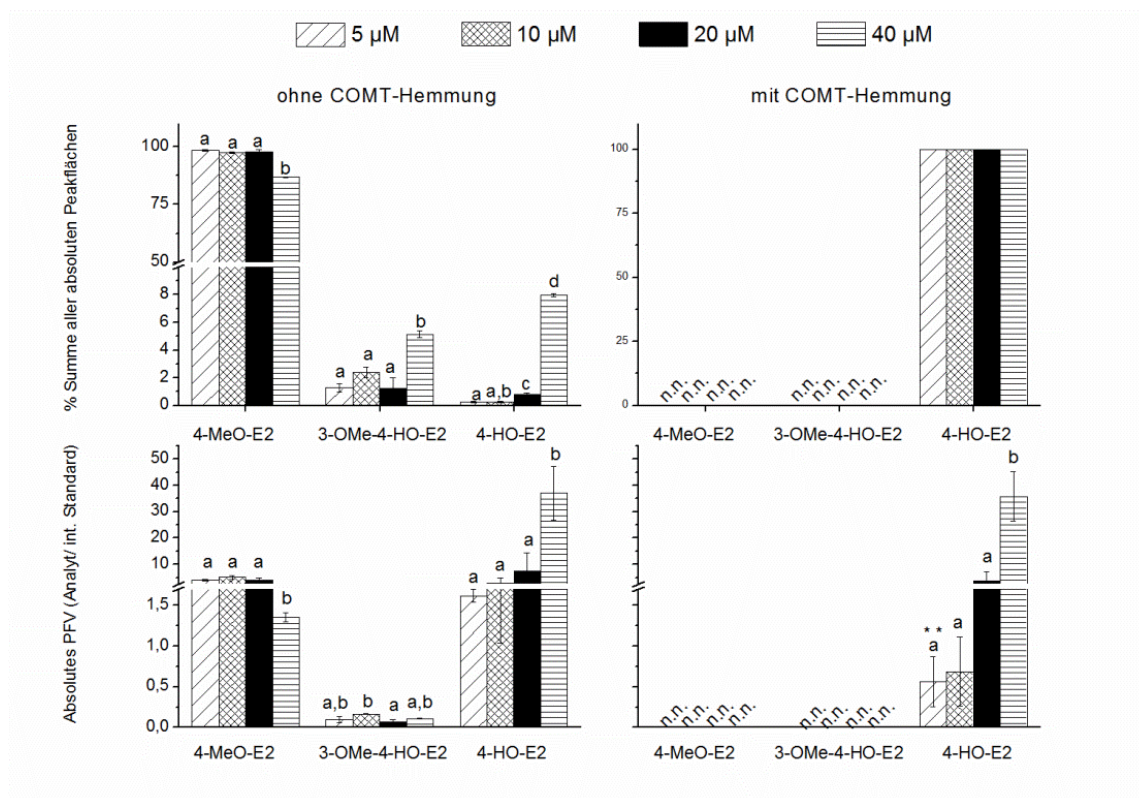 5 µM 10 µM 20 µM 40 µM
ohne COMT-Hemmung mit COMT-Hemmung
% Summe aller absoluten Peakflächen
100
75
50
8
6
4
2
0
a a a b
a a a b
a a,b c d
4-MeO-E2 3-OMe-4-HO-E2 4-HO-E2
100
75
50
25
0
n.n. n.n. n.n. n.n. n.n. n.n. n.n. n.n.
4-MeO-E2 3-OMe-4-HO-E2 4-HO-E2
Absolutes PFV (Analyt/ int. Standard)
50
40
30
20
10
1,5
1,0
0,5
0,0
a a a b
a,b b a a,b
a a a b
4-MeO-E2 3-OMe-4-HO-E2 4-HO-E2
n.n. n.n. n.n. n.n. n.n. n.n. n.n. n.n.
**
a a a b
4-MeO-E2 3-OMe-4-HO-E2 4-HO-E2